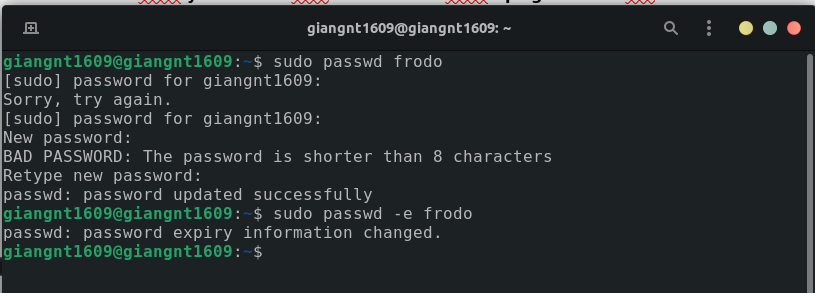 giangnt1609@giangnt1609: ~
giangnt1609@giangnt1609:~$ sudo passwd frodo
[sudo] password for giangnt1609:
Sorry, try again.
[sudo] password for giangnt1609:
New password:
BAD PASSWORD: The password is shorter than 8 characters
Retype new password:
passwd: password updated successfully
giangnt1609@giangnt1609:~$ sudo passwd -e frodo
passwd: password expiry information changed.
giangnt1609@giangnt1609:~$